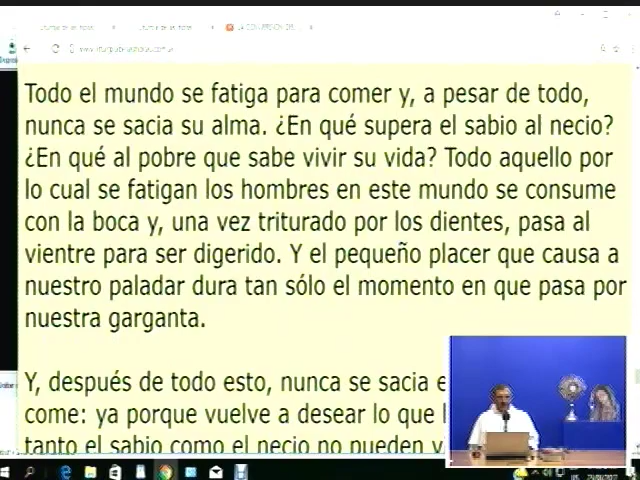 Todo el mundo se fatiga para comer y, a pesar de todo,
nunca se sacia su alma. ¿En qué supera el sabio al necio?
¿En qué al pobre que sabe vivir su vida? Todo aquello por
lo cual se fatigan los hombres en este mundo se consume
con la boca y, una vez triturado por los dientes, pasa al
vientre para ser digerido. Y el pequeño placer que causa a
nuestro paladar dura tan sólo el momento en que pasa por
nuestra garganta.
Y, después de todo esto, nunca se sacia e
come: ya porque vuelve a desear lo que
tanto el sabio como el necio no pueden v